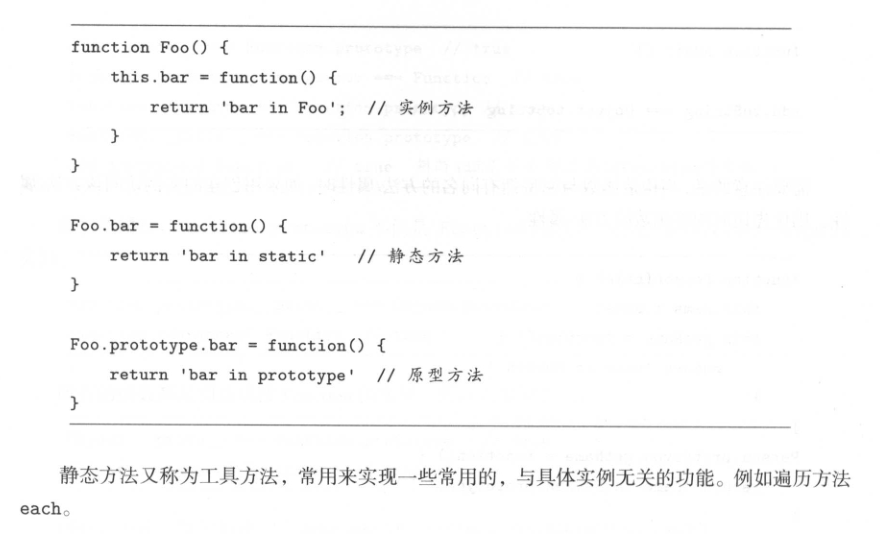 function Foo() {
    this.bar = function() {
        return 'bar in Foo';  // 实例方法
    }
}
Foo.bar = function() {
    return 'bar in static'   // 静态方法
}
Foo.prototype.bar = function() {
    return 'bar in prototype'  // 原型方法
}
静态方法又称为工具方法，常用来实现一些常用的，与具体实例无关的功能。例如遍历方法
each。